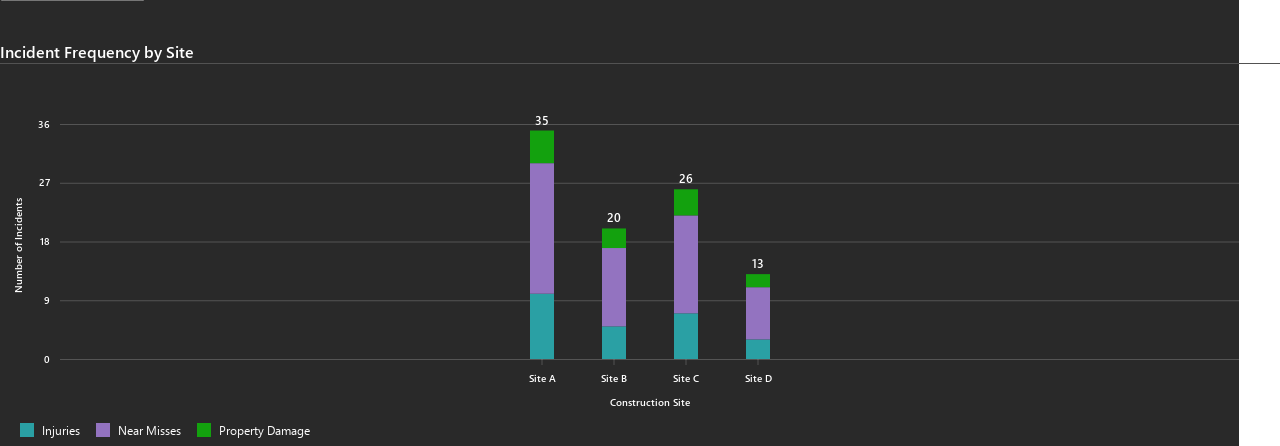 Incident Frequency by Site
36
27
18
9
0
Number of Incidents
35
20
26
13
Site A
Site B
Site C
Site D
Construction Site
Injuries
Near Misses
Property Damage